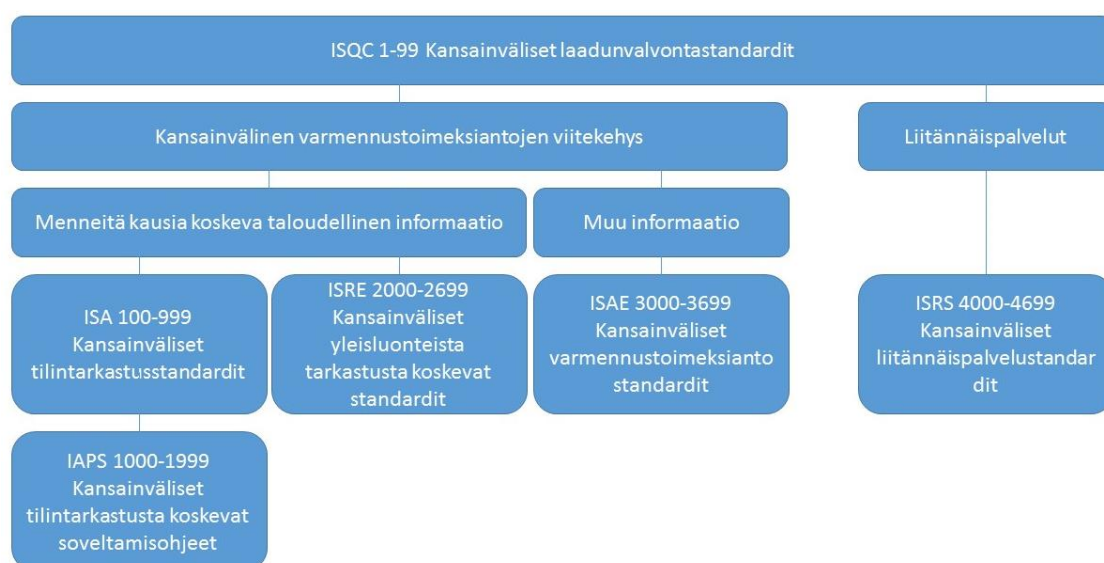 ISQC 1-99 Kansainväliset laadunvalvontastandardit
Kansainvälinen varmennustoimeksiantojen viitekehys
Liitännäispalvelut
Menneitä kausia koskeva taloudellinen informaatio
Muu informaatio
ISA 100-999
Kansainväliset
tilintarkastusstandardit
ISRE 2000-2699
Kansainväliset
yleisluonteista
tarkastusta koskevat
standardit
ISAE 3000-3699
Kansainväliset
varmennustoimeksianto
standardit
ISRS 4000-4699
Kansainväliset
liitännäispalvelustandar
dit
IAPS 1000-1999
Kansainväliset
tilintarkastusta koskevat
soveltamisohjeet